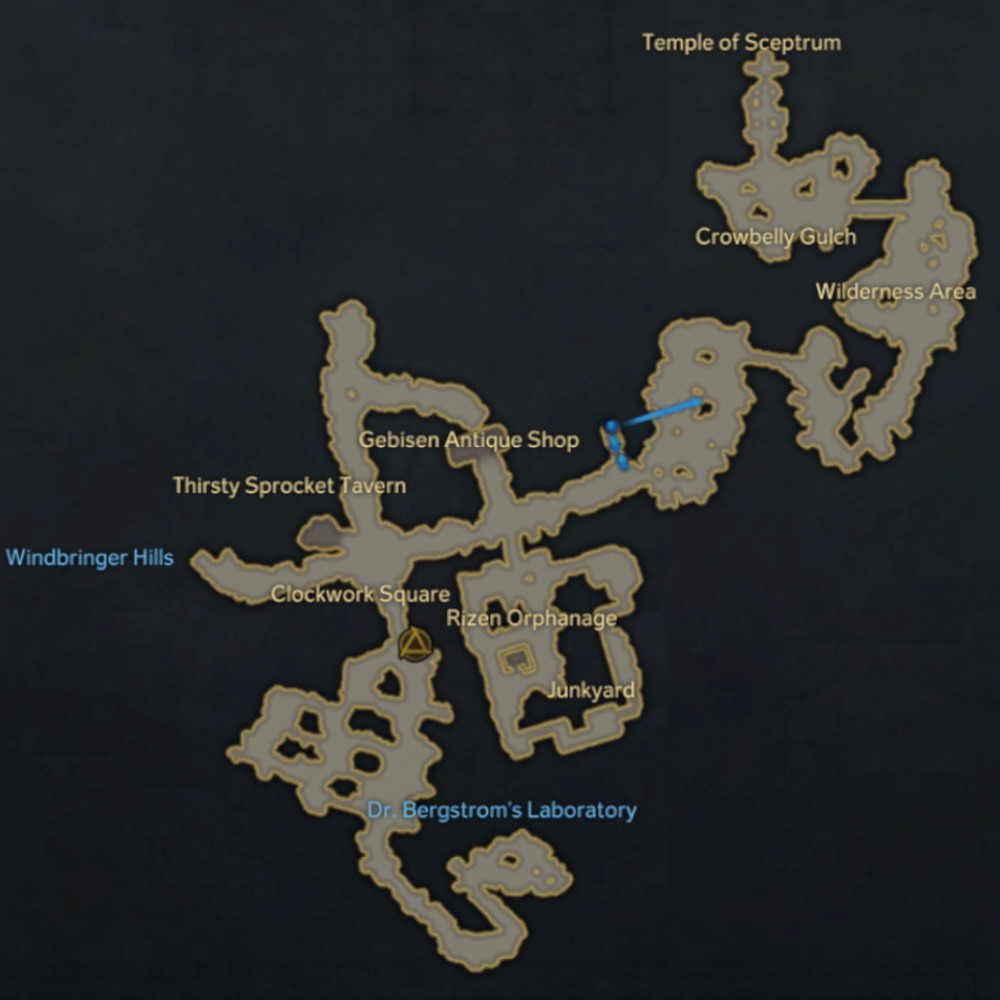 Temple of Sceptrum
Crowbelly Gulch
Wilderness Area
Gebisen Antique Shop
Thirsty Sprocket Tavern
Windbringer Hills
Clockwork Square
Rizen Orphanage
Junkyard
Dr. Bergstrom's Laboratory